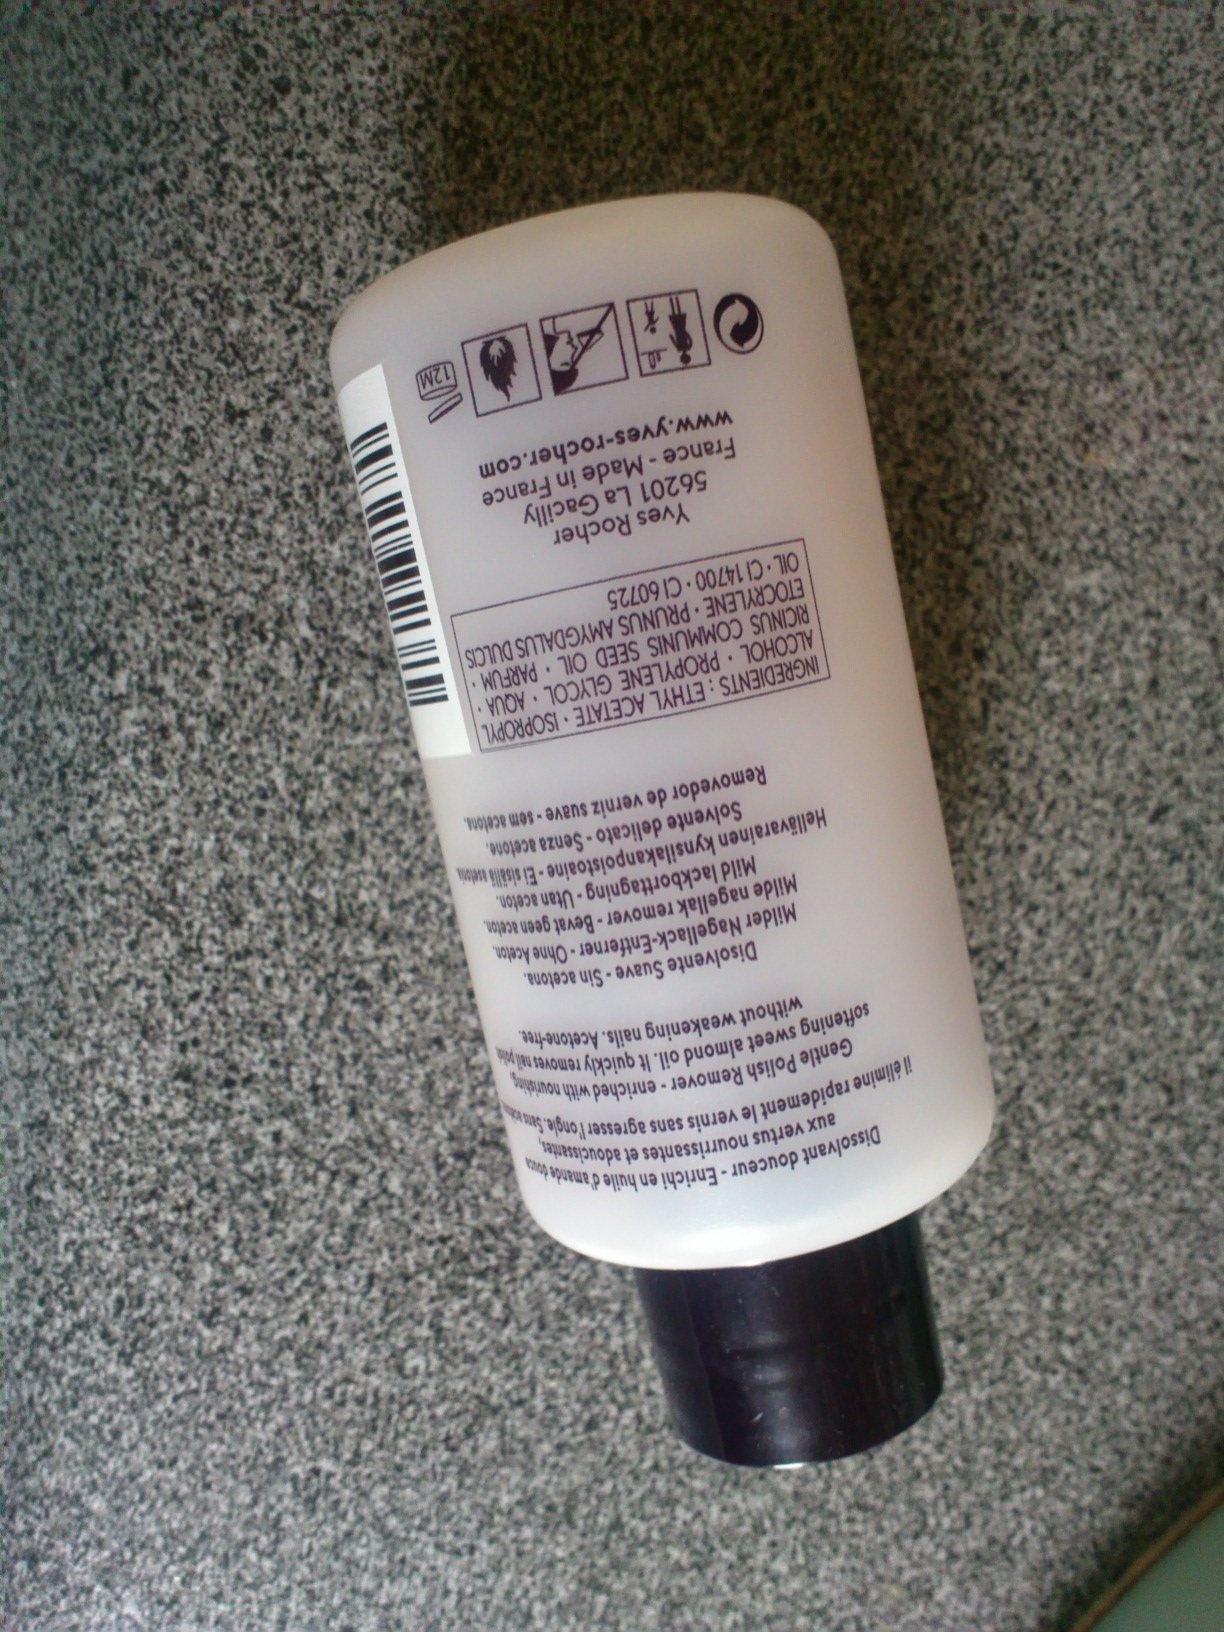 Dissolvant douceur - Enrichi en huile d'amande douce
aux vertus nourrissantes et adoucissantes,
il élimine rapidement le vernis sans agresser l'ongle. Sans
Gentle Polish Remover - enriched with nourishing
softening sweet almond oil. It quickly removes nail polish
without weakening nails. Acetone-free.
Disolvente Suave - Sin acetona.
Milder Nagellack-Entferner - Ohne Aceton.
Milde nagellak remover - Bevat geen aceton.
Mild lackborttagning - Utan aceton.
Hellävarainen kynsilakanpoistoaine - Ei sisällä asetonia
Solvente delicato - Senza acetone.
Removedor de verniz suave - sem acetona.
INGREDIENTS : ETHYL ACETATE · ISOPROPYL
ALCOHOL · PROPYLENE GLYCOL · AQUA ·
RICINUS COMMUNIS SEED OIL · PARFUM ·
ETOCRYLENE · PRUNUS AMYGDALUS DULCIS
OIL · CI 14700 · CI 60725
Yves Rocher
56201 La Gacilly
France - Made in France
www.yves-rocher.com
12M